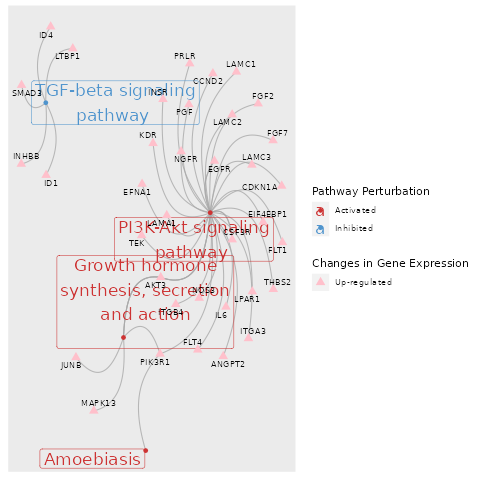 ID4
LTBP1
PRLR
LAMC1
CCND2
SMAD3
TGF-beta signaling
pathway
INSR
PGF
FGF2
LAMC2
KDR
FGF7
INHBB
NGFR
EGFR
LAMC3
ID1
EFNA1
CDKN1A
LAMA1
EIF4EBP1
PI3K-Akt signaling
pathway
CSF3R
TEK
FLT1
Growth hormone
synthesis, secretion
and action
AKT3
NOS3
THBS2
LPAR1
ITGB4
IL6
ITGA3
FLT4
JUNB
PIK3R1
ANGPT2
MAPK13
Amoebiasis
Pathway Perturbation
Activated
Inhibited
Changes in Gene Expression
Up-regulated